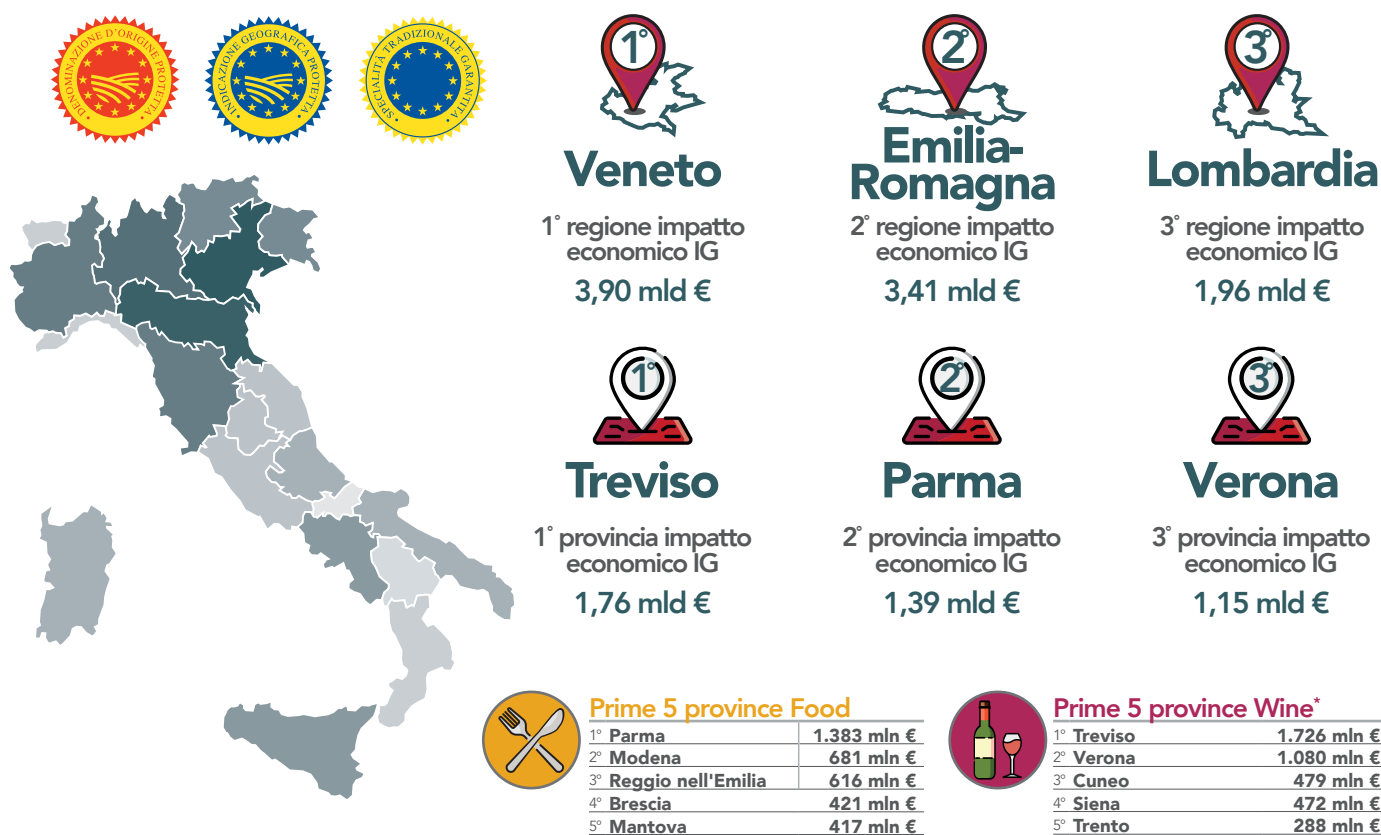 DENOMINAZIONE D'ORIGINE PROTETTA
INDICAZIONE GEOGRAFICA PROTETTA
SPECIALITÀ TRADIZIONALE GARANTITA
1°
Veneto
1° regione impatto
economico IG
3,90 mld €
2°
Emilia-
Romagna
2° regione impatto
economico IG
3,41 mld €
3°
Lombardia
3° regione impatto
economico IG
1,96 mld €
1°
Treviso
1° provincia impatto
economico IG
1,76 mld €
2°
Parma
2° provincia impatto
economico IG
1,39 mld €
3°
Verona
3° provincia impatto
economico IG
1,15 mld €
Prime 5 province Food
1° Parma 1.383 mln €
2° Modena 681 mln €
3° Reggio nell'Emilia 616 mln €
4° Brescia 421 mln €
5° Mantova 417 mln €
Prime 5 province Wine*
1° Treviso 1.726 mln €
2° Verona 1.080 mln €
3° Cuneo 479 mln €
4° Siena 472 mln €
5° Trento 288 mln €